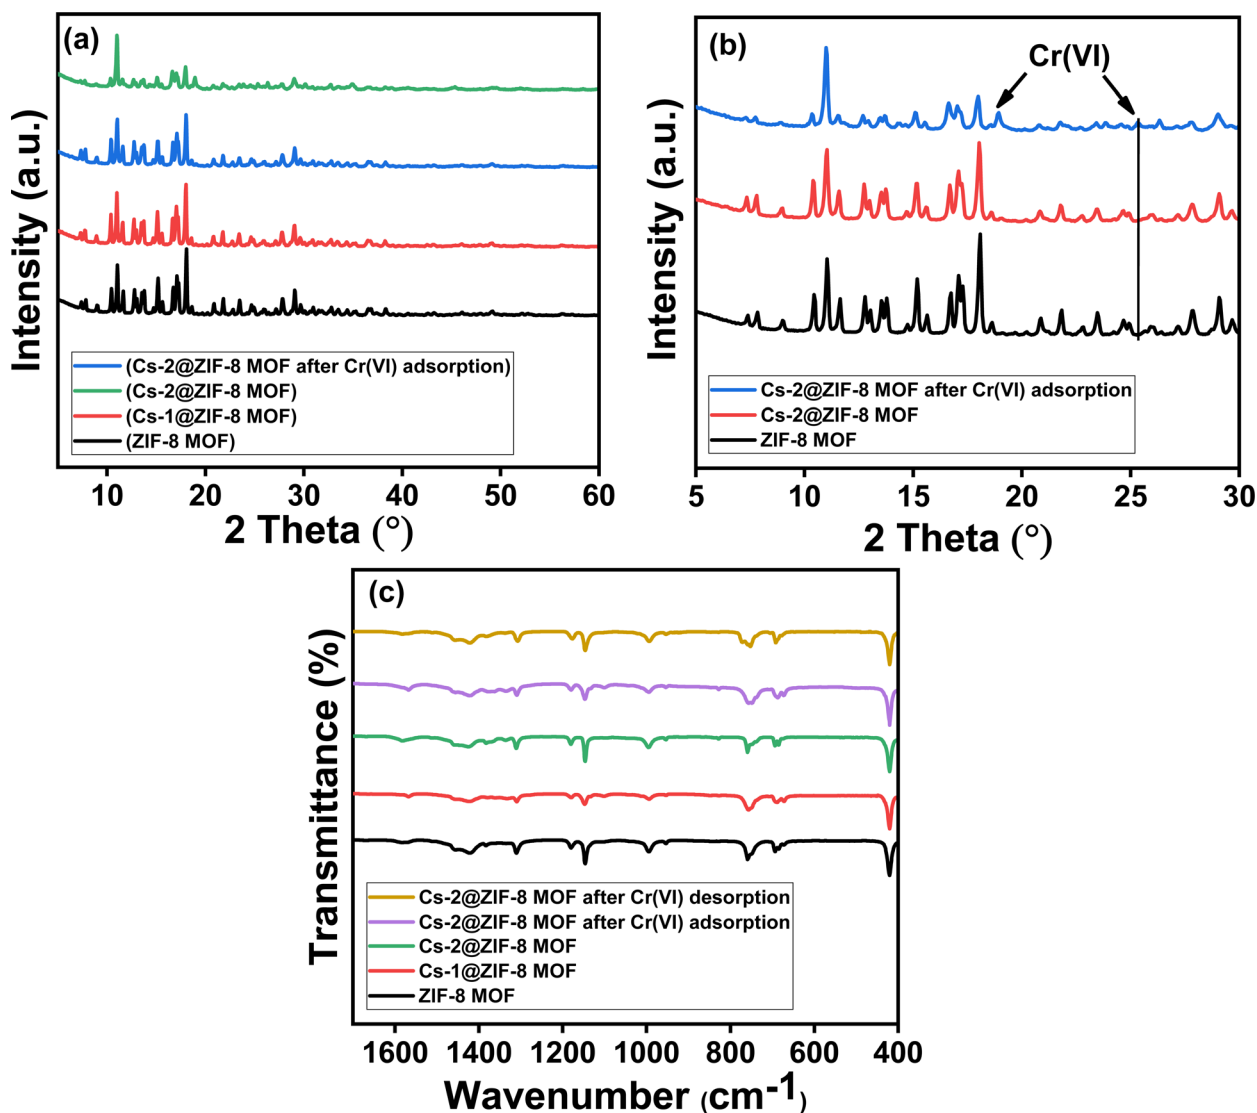 (a)
Intensity (a.u.)
(Cs-2@ZIF-8 MOF after Cr(VI) adsorption)
(Cs-2@ZIF-8 MOF)
(Cs-1@ZIF-8 MOF)
(ZIF-8 MOF)
10 20 30 40 50 60
2 Theta (°)
(b)
Cr(VI)
Intensity (a.u.)
Cs-2@ZIF-8 MOF after Cr(VI) adsorption
Cs-2@ZIF-8 MOF
ZIF-8 MOF
5 10 15 20 25 30
2 Theta (°)
(c)
Transmittance (%)
Cs-2@ZIF-8 MOF after Cr(VI) desorption
Cs-2@ZIF-8 MOF after Cr(VI) adsorption
Cs-2@ZIF-8 MOF
Cs-1@ZIF-8 MOF
ZIF-8 MOF
1600 1400 1200 1000 800 600 400
Wavenumber (cm⁻¹)